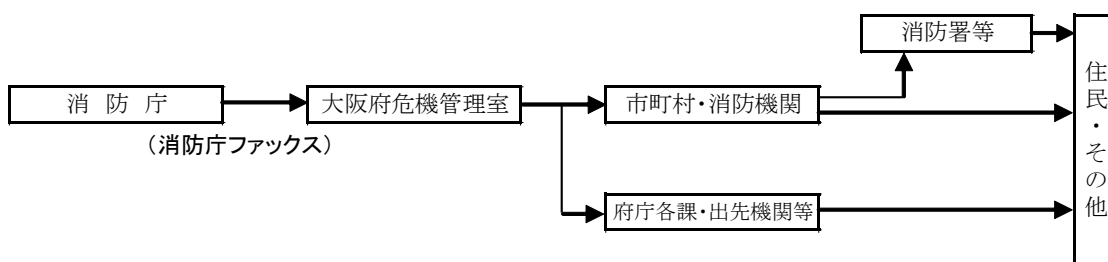 消防署等
消 防 庁
大阪府危機管理室
市町村・消防機関
(消防庁ファックス)
府庁各課・出先機関等
住民・その他